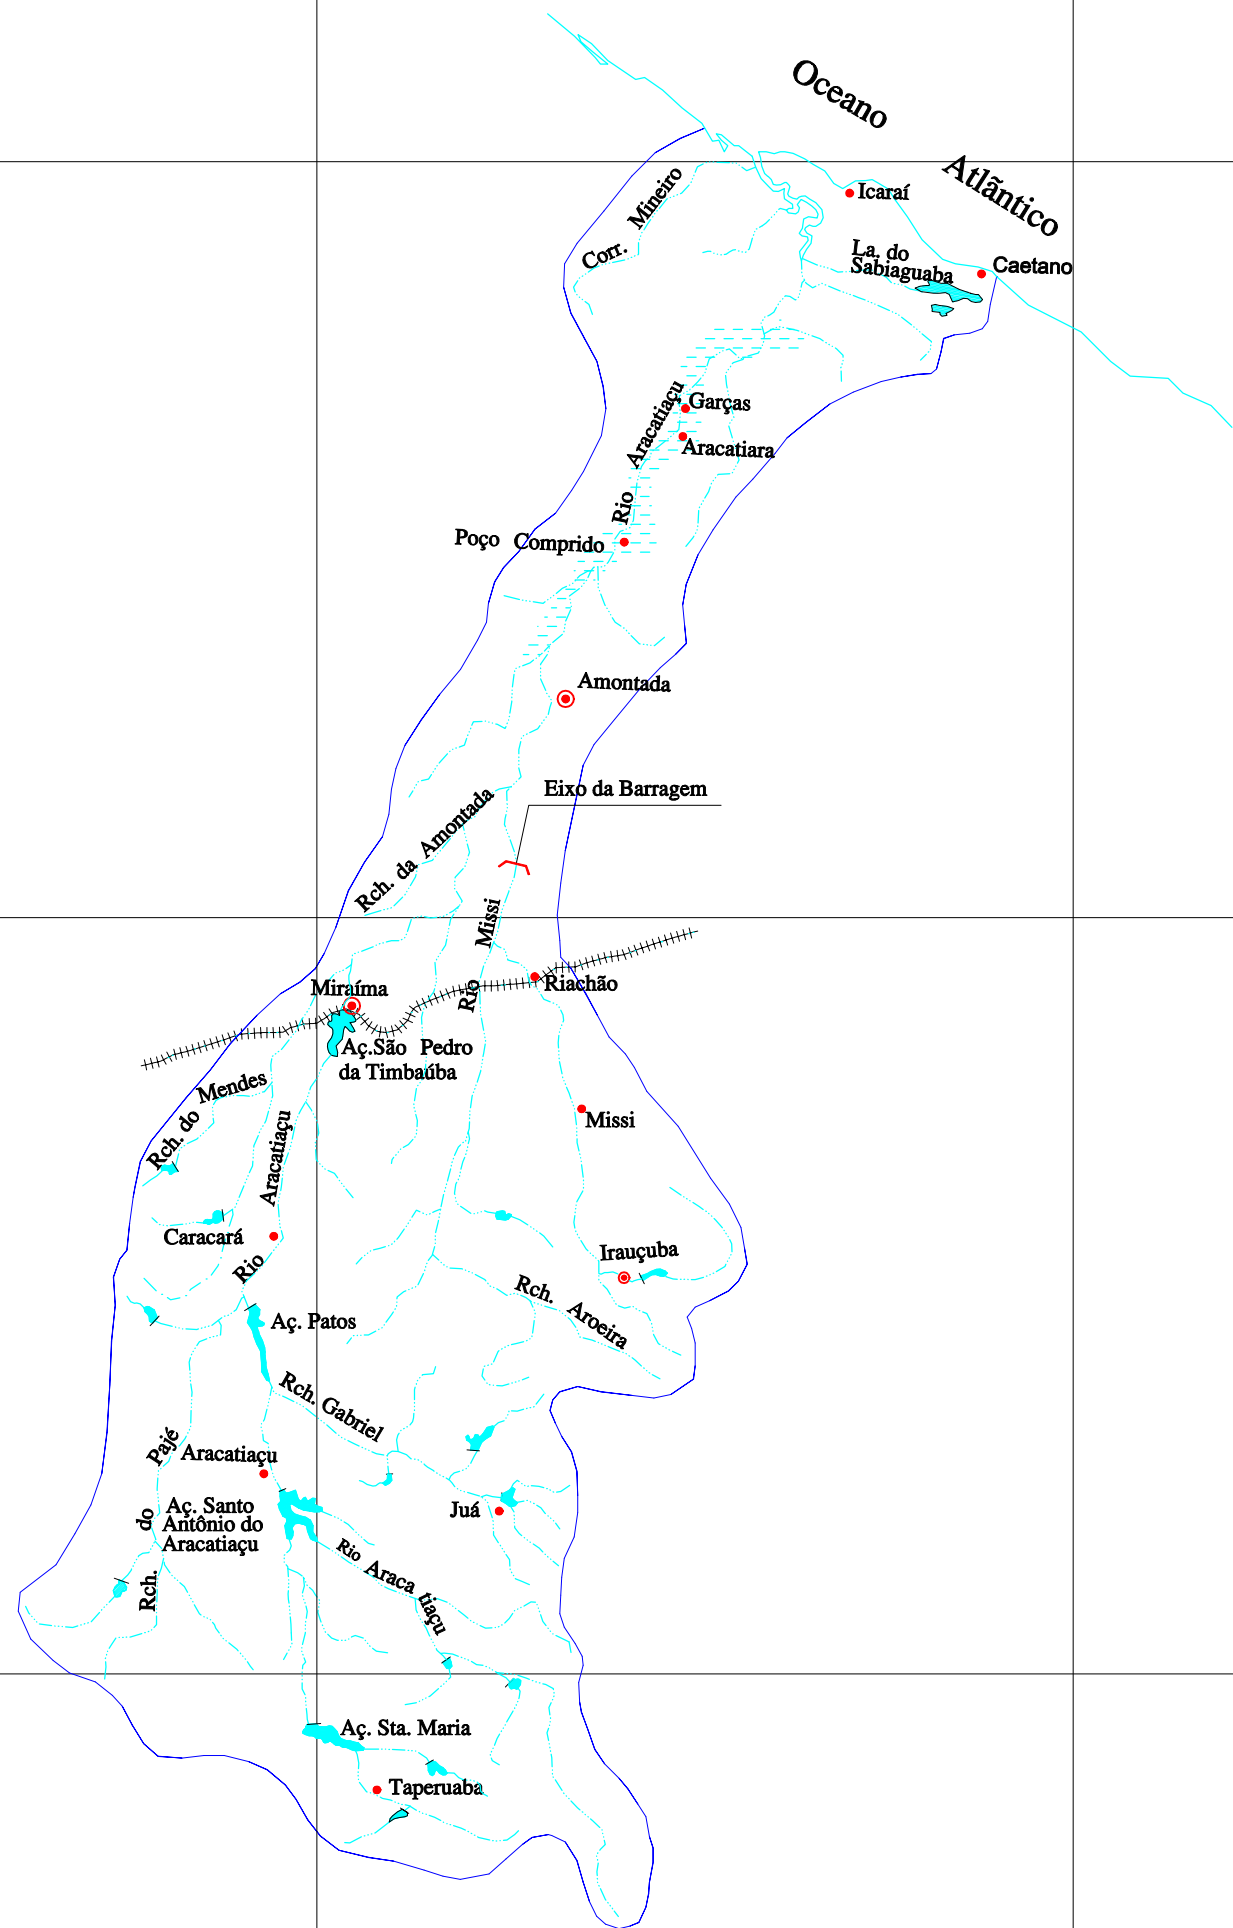 Oceano
Atlãntico
Icaraí
Corr. Mineiro
La. do
Sabiaguaba
Caetano
Garças
Aracatiara
Rio Aracatiaçu
Poço Comprido
Amontada
Eixo da Barragem
Rch. da Amontada
Rio Missi
Riachão
Miraíma
Aç.São Pedro
da Timbaúba
Rch. do Mendes
Missi
Rio Aracatiaçu
Caracará
Irauçuba
Rch. Aroeira
Aç. Patos
Rch. Gabriel
Rch. do Pajé
Aracatiaçu
Aç. Santo
Antônio do
Aracatiaçu
Juá
Rio Araca tiaçu
Aç. Sta. Maria
Taperuaba